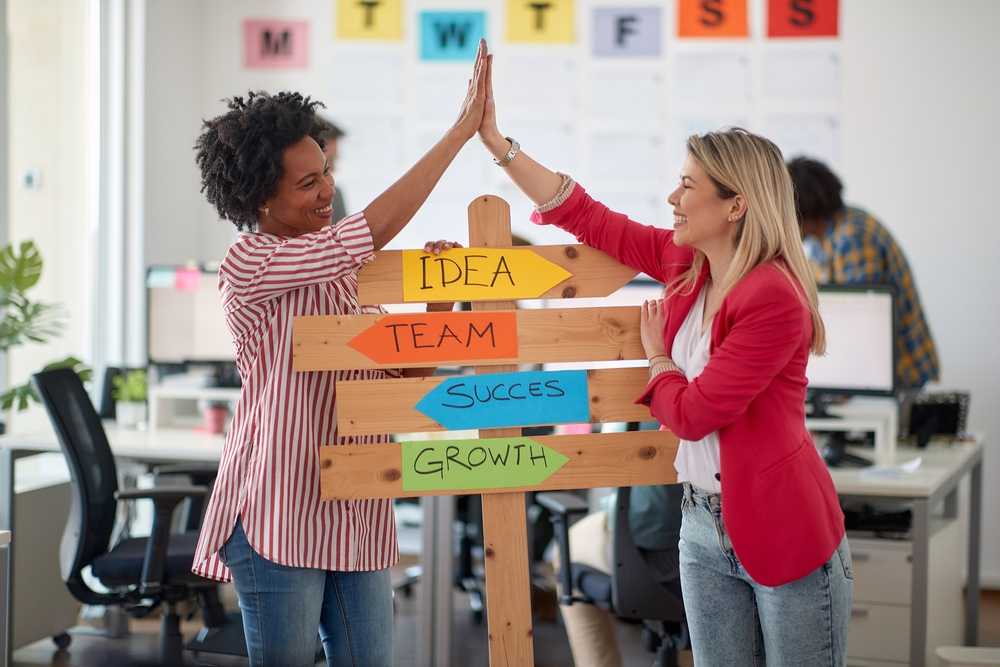 M T W T F S S
IDEA
TEAM
SUCCES
GROWTH